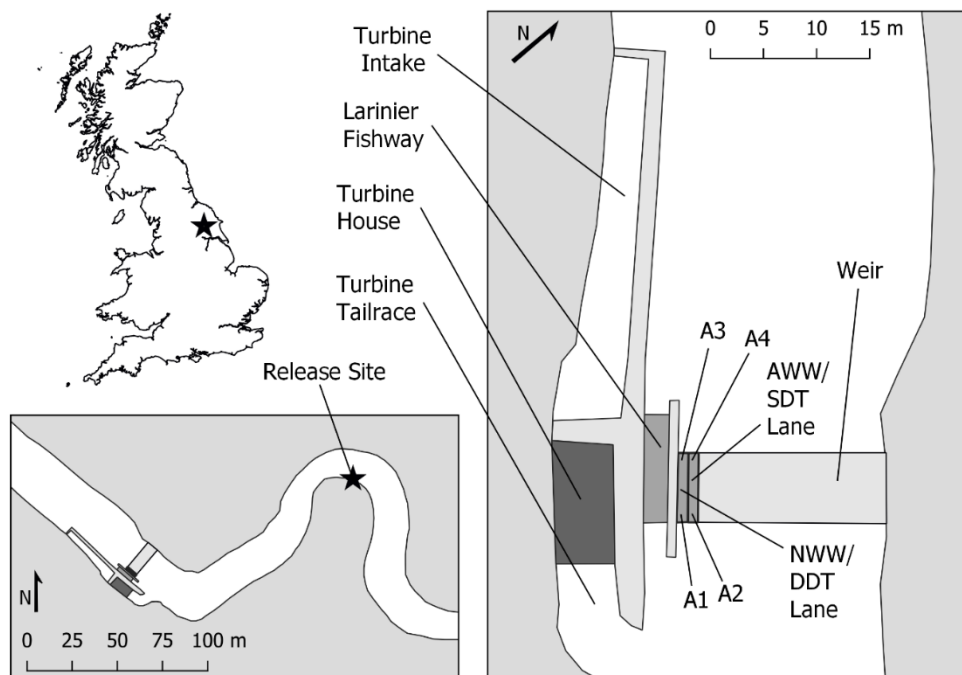 N
0 5 10 15 m
Turbine
Intake
Larinier
Fishway
Turbine
House
Turbine
Tailrace
Release Site
Weir
A3
A4
AWW/
SDT
Lane
NWW/
DDT
Lane
A1
A2
N
0 25 50 75 100 m